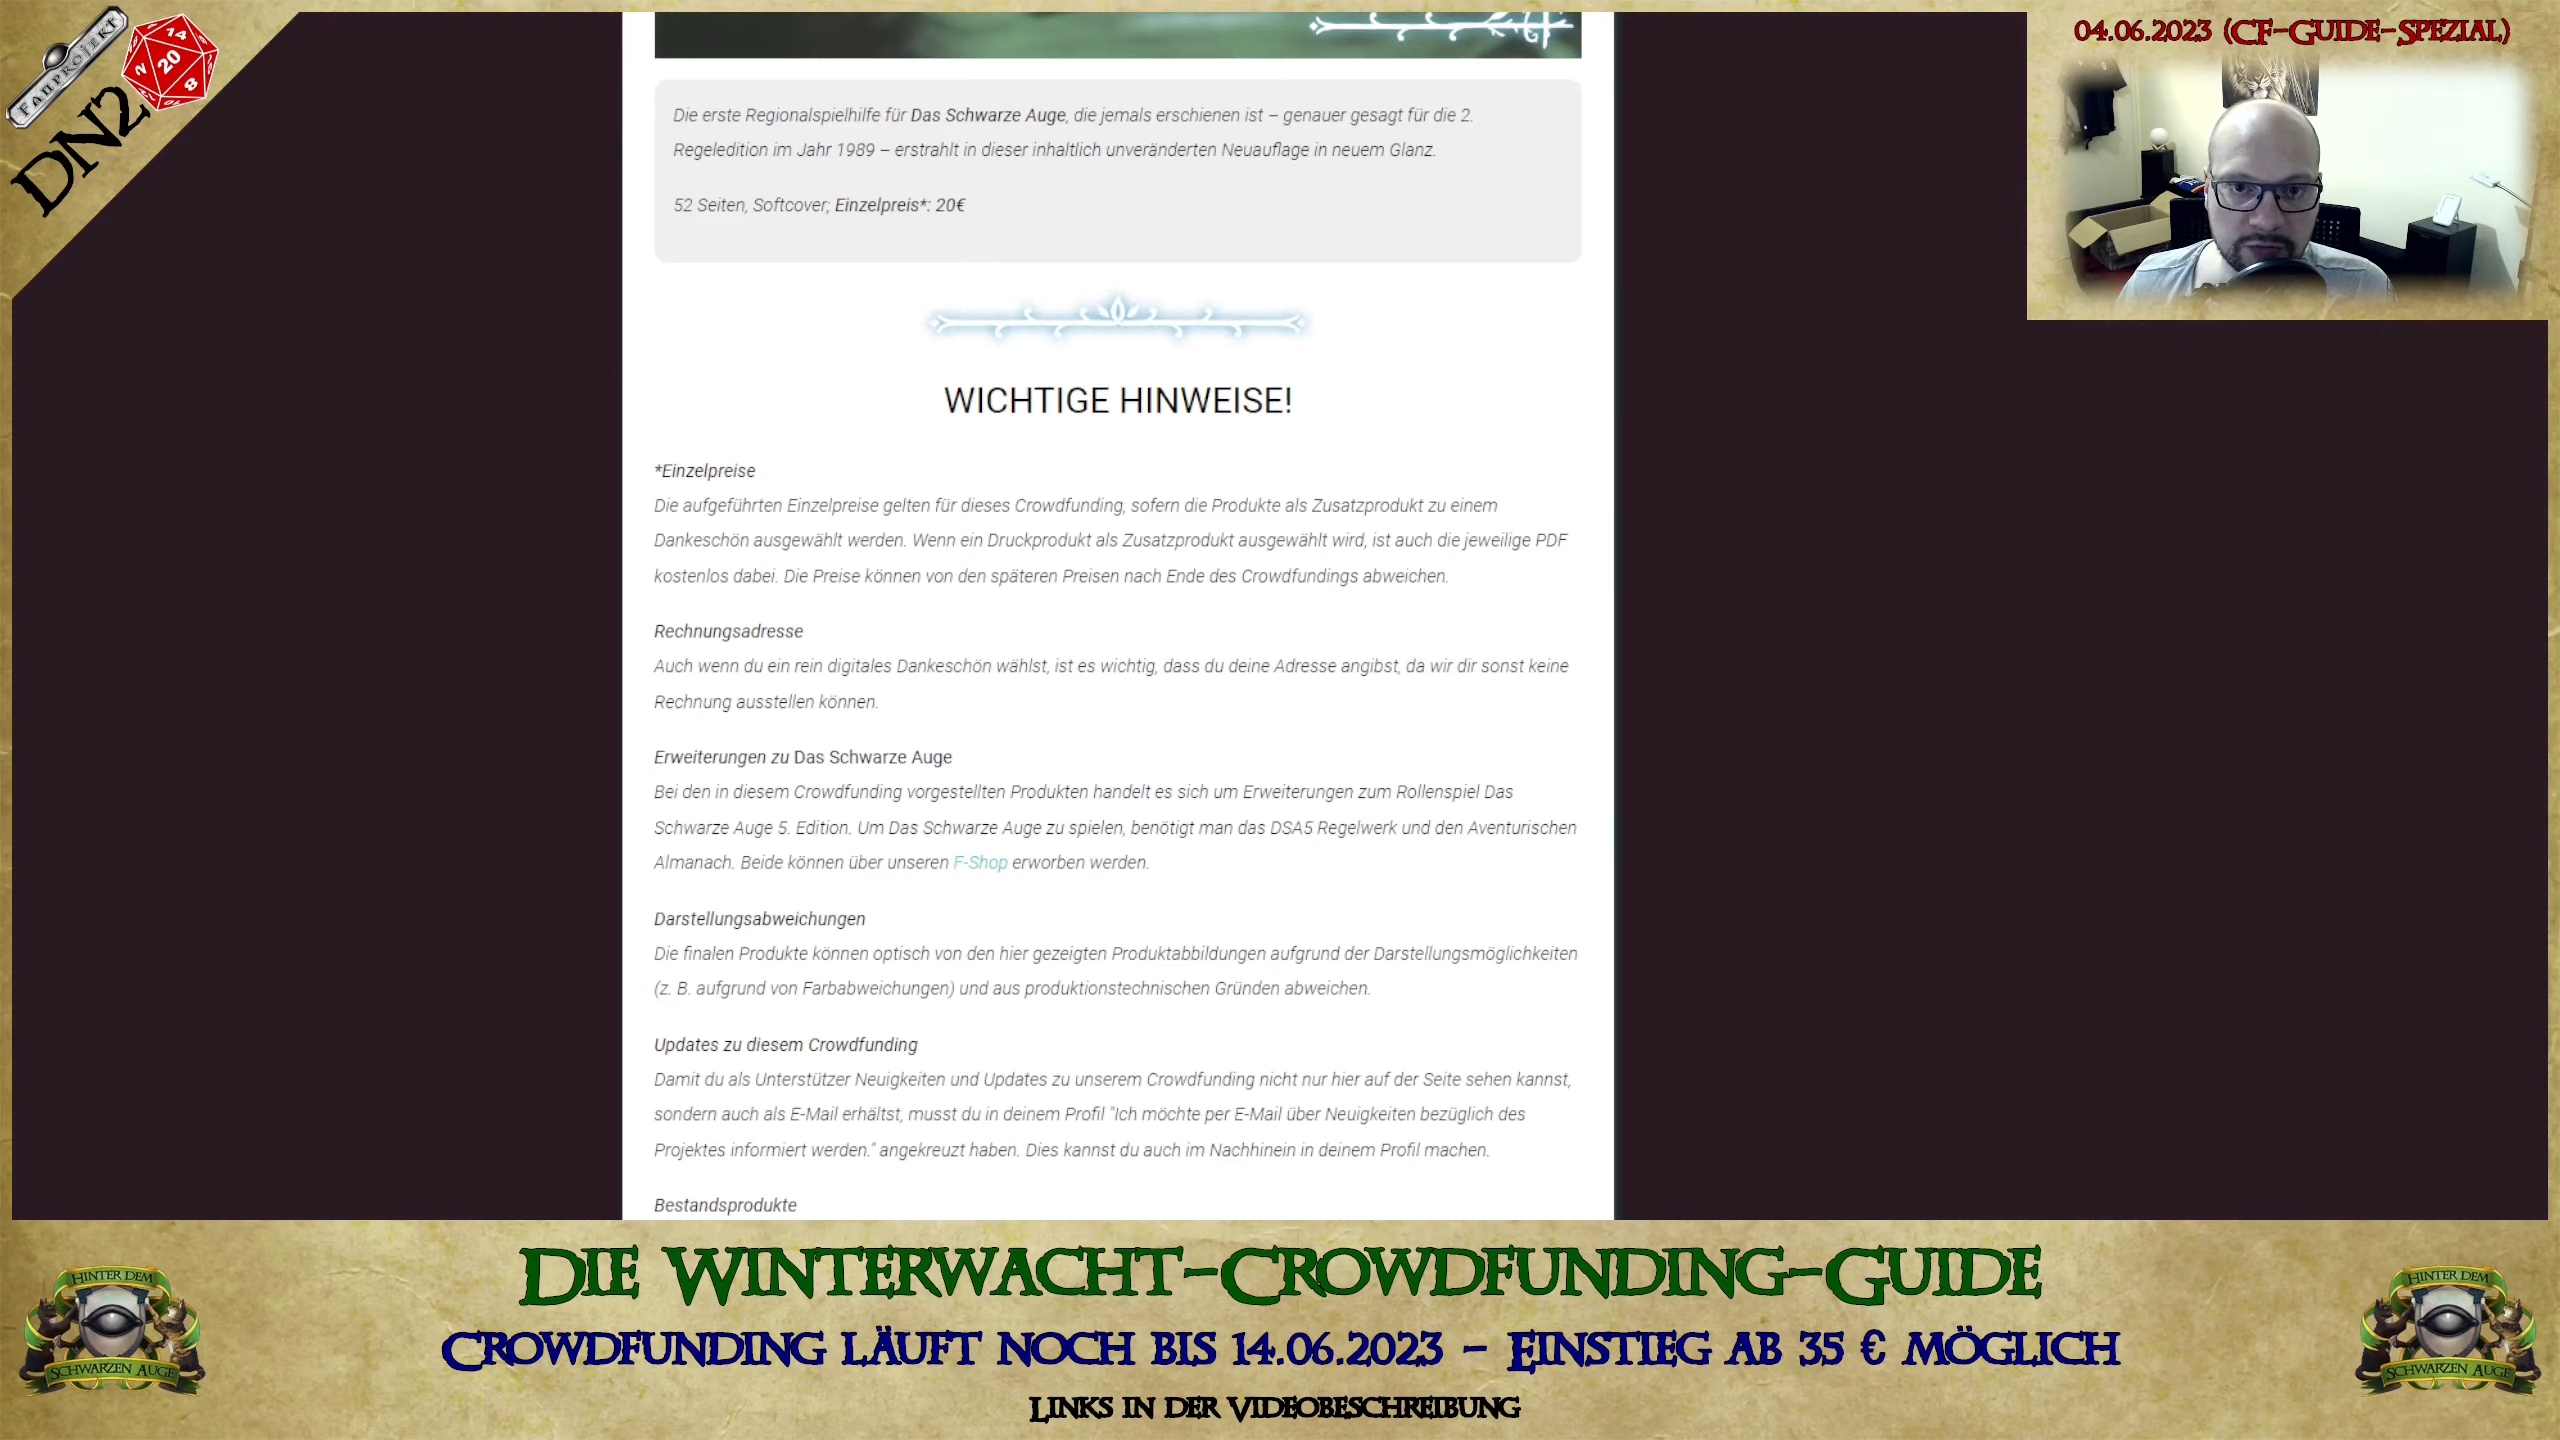 FANPROJEKT
14
20
2
8
10
DN2
04.06.2023 (CF-Guide-Spezial)
Die erste Regionalspielhilfe für Das Schwarze Auge, die jemals erschienen ist – genauer gesagt für die 2.
Regeledition im Jahr 1989 – erstrahlt in dieser inhaltlich unveränderten Neuauflage in neuem Glanz.
52 Seiten, Softcover; Einzelpreis*: 20€
WICHTIGE HINWEISE!
*Einzelpreise
Die aufgeführten Einzelpreise gelten für dieses Crowdfunding, sofern die Produkte als Zusatzprodukt zu einem
Dankeschön ausgewählt werden. Wenn ein Druckprodukt als Zusatzprodukt ausgewählt wird, ist auch die jeweilige PDF
kostenlos dabei. Die Preise können von den späteren Preisen nach Ende des Crowdfundings abweichen.
Rechnungsadresse
Auch wenn du ein rein digitales Dankeschön wählst, ist es wichtig, dass du deine Adresse angibst, da wir dir sonst keine
Rechnung ausstellen können.
Erweiterungen zu Das Schwarze Auge
Bei den in diesem Crowdfunding vorgestellten Produkten handelt es sich um Erweiterungen zum Rollenspiel Das
Schwarze Auge 5. Edition. Um Das Schwarze Auge zu spielen, benötigt man das DSA5 Regelwerk und den Aventurischen
Almanach. Beide können über unseren F-Shop erworben werden.
Darstellungsabweichungen
Die finalen Produkte können optisch von den hier gezeigten Produktabbildungen aufgrund der Darstellungsmöglichkeiten
(z. B. aufgrund von Farbabweichungen) und aus produktionstechnischen Gründen abweichen.
Updates zu diesem Crowdfunding
Damit du als Unterstützer Neuigkeiten und Updates zu unserem Crowdfunding nicht nur hier auf der Seite sehen kannst,
sondern auch als E-Mail erhältst, musst du in deinem Profil "Ich möchte per E-Mail über Neuigkeiten bezüglich des
Projektes informiert werden." angekreuzt haben. Dies kannst du auch im Nachhinein in deinem Profil machen.
Bestandsprodukte
Die Winterwacht-Crowdfunding-Guide
Crowdfunding läuft noch bis 14.06.2023 - Einstieg ab 35 € möglich
Links in der Videobeschreibung
HINTER DEM
SCHWARZEN AUGE
HINTER DEM
SCHWARZEN AUGE